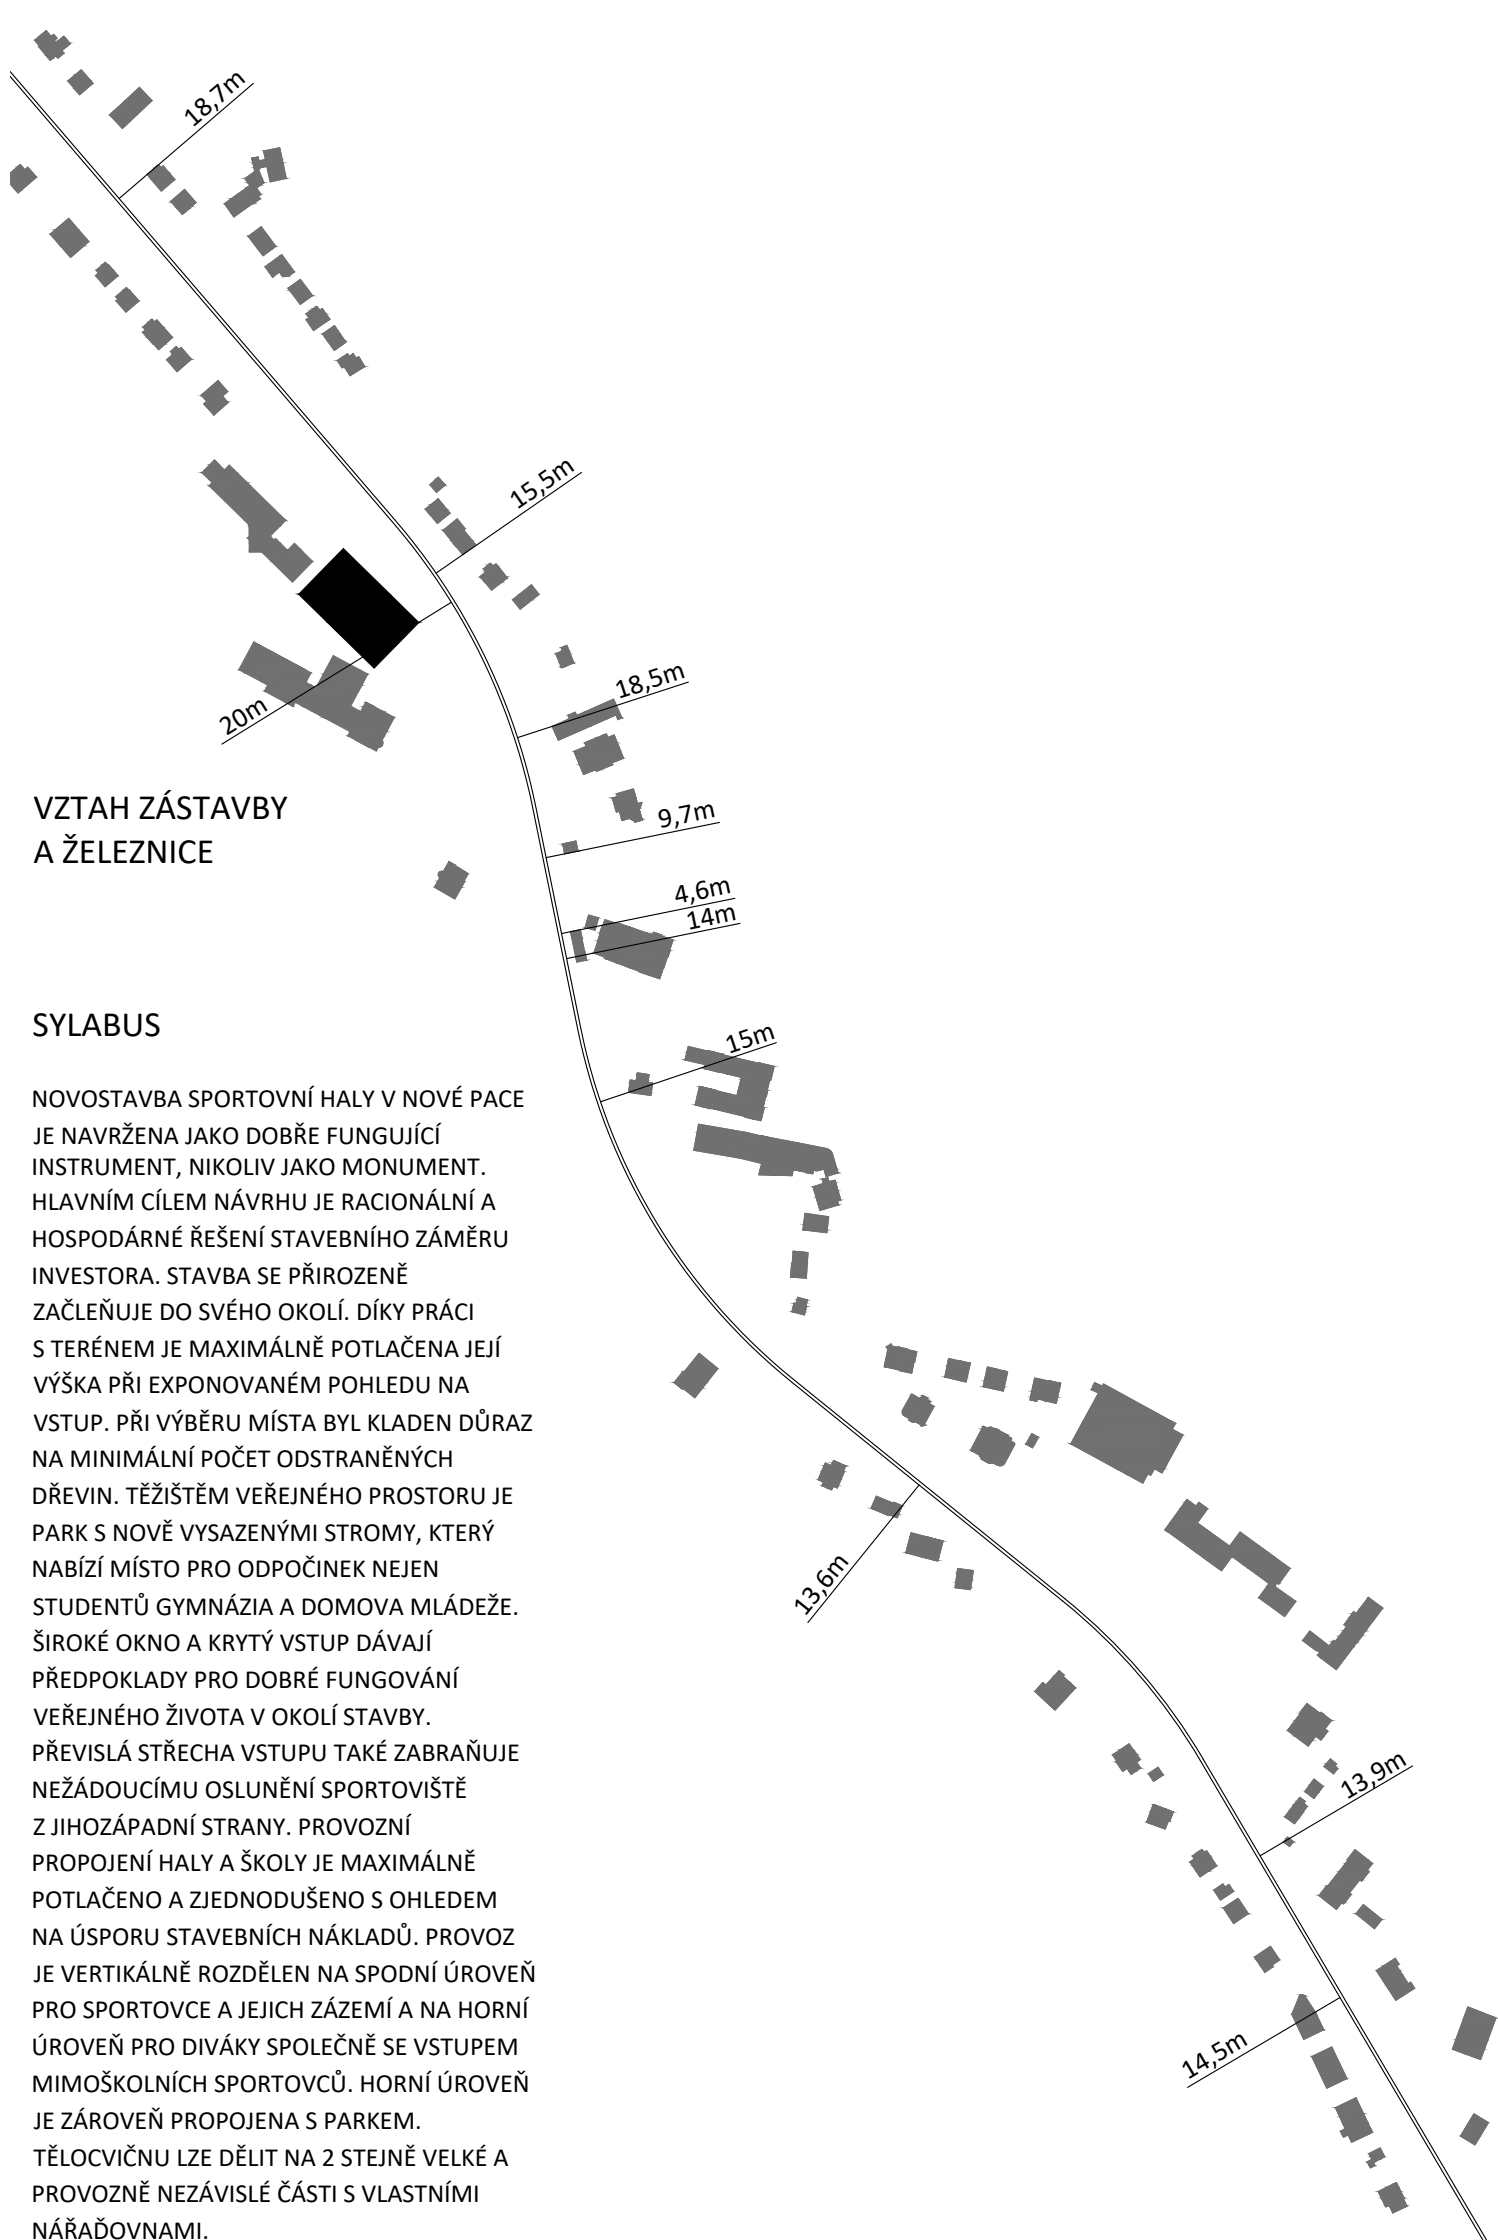 18,7m
15,5m
18,5m
20m
VZTAH ZÁSTAVBY
A ŽELEZNICE
9,7m
4,6m
14m
15m
13,6m
13,9m
14,5m
SYLABUS
NOVOSTAVBA SPORTOVNÍ HALY V NOVÉ PACE
JE NAVRŽENA JAKO DOBŘE FUNGUJÍCÍ
INSTRUMENT, NIKOLIV JAKO MONUMENT.
HLAVNÍM CÍLEM NÁVRHU JE RACIONÁLNÍ A
HOSPODÁRNÉ ŘEŠENÍ STAVEBNÍHO ZÁMĚRU
INVESTORA. STAVBA SE PŘIROZENĚ
ZAČLEŇUJE DO SVÉHO OKOLÍ. DÍKY PRÁCI
S TERÉNEM JE MAXIMÁLNĚ POTLAČENA JEJÍ
VÝŠKA PŘI EXPONOVANÉM POHLEDU NA
VSTUP. PŘI VÝBĚRU MÍSTA BYL KLADEN DŮRAZ
NA MINIMÁLNÍ POČET ODSTRANĚNÝCH
DŘEVIN. TĚŽIŠTĚM VEŘEJNÉHO PROSTORU JE
PARK S NOVĚ VYSAZENÝMI STROMY, KTERÝ
NABÍZÍ MÍSTO PRO ODPOČINEK NEJEN
STUDENTŮ GYMNÁZIA A DOMOVA MLÁDEŽE.
ŠIROKÉ OKNO A KRYTÝ VSTUP DÁVAJÍ
PŘEDPOKLADY PRO DOBRÉ FUNGOVÁNÍ
VEŘEJNÉHO ŽIVOTA V OKOLÍ STAVBY.
PŘEVISLÁ STŘECHA VSTUPU TAKÉ ZABRAŇUJE
NEŽÁDOUCÍMU OSLUNĚNÍ SPORTOVIŠTĚ
Z JIHOZÁPADNÍ STRANY. PROVOZNÍ
PROPOJENÍ HALY A ŠKOLY JE MAXIMÁLNĚ
POTLAČENO A ZJEDNODUŠENO S OHLEDEM
NA ÚSPORU STAVEBNÍCH NÁKLADŮ. PROVOZ
JE VERTIKÁLNĚ ROZDĚLEN NA SPODNÍ ÚROVEŇ
PRO SPORTOVCE A JEJICH ZÁZEMÍ A NA HORNÍ
ÚROVEŇ PRO DIVÁKY SPOLEČNĚ SE VSTUPEM
MIMOŠKOLNÍCH SPORTOVCŮ. HORNÍ ÚROVEŇ
JE ZÁROVEŇ PROPOJENA S PARKEM.
TĚLOCVIČNU LZE DĚLIT NA 2 STEJNĚ VELKÉ A
PROVOZNĚ NEZÁVISLÉ ČÁSTI S VLASTNÍMI
NÁŘAĎOVNAMI.